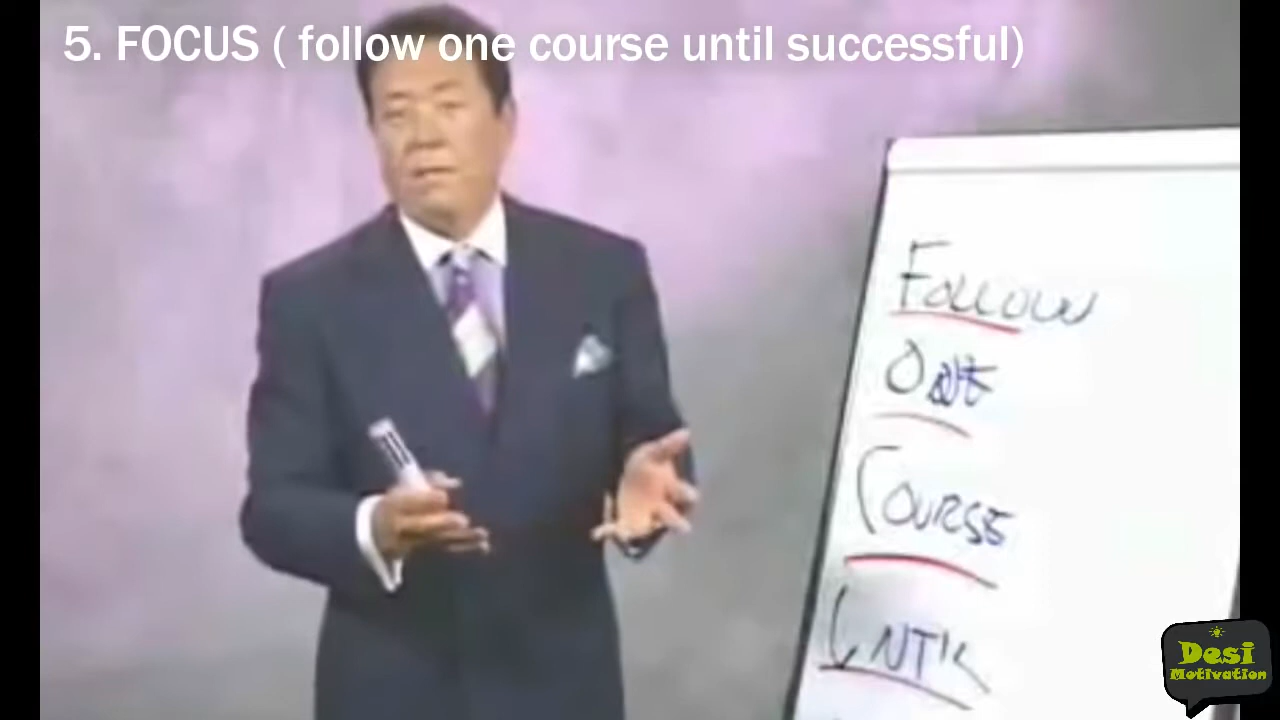 5. FOCUS ( follow one course until successful)
FOLLOW
ONE
COURSE
UNTIL
Desi
Motivation